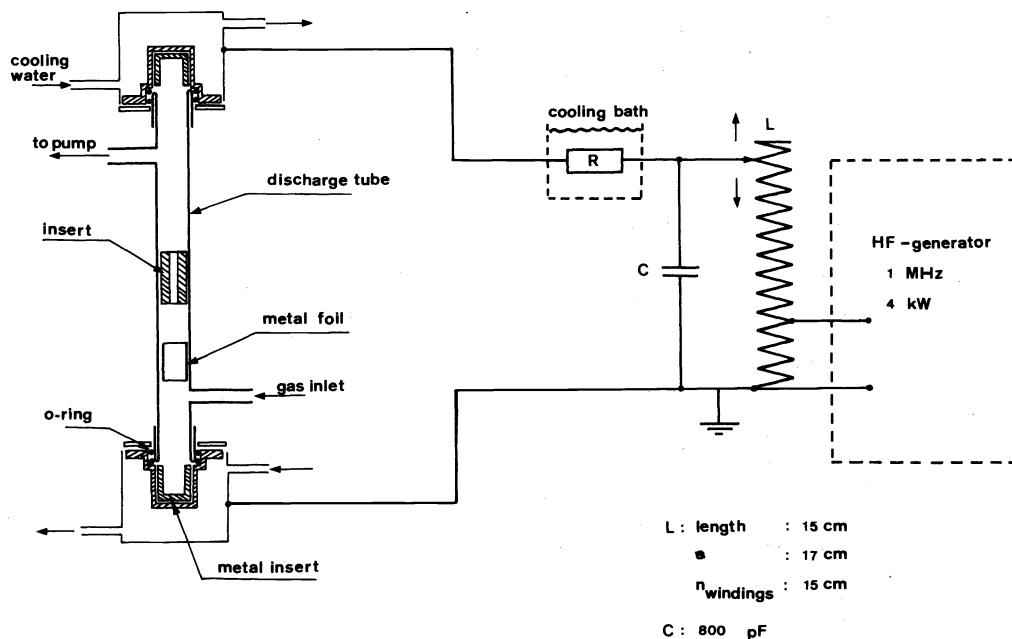 cooling
water
to pump
discharge tube
insert
metal foil
gas inlet
o-ring
metal insert
cooling bath
R
L
C
HF-generator
1 MHz
4 kW
L: length : 15 cm
: 17 cm
n windings : 15 cm
C: 800 pF